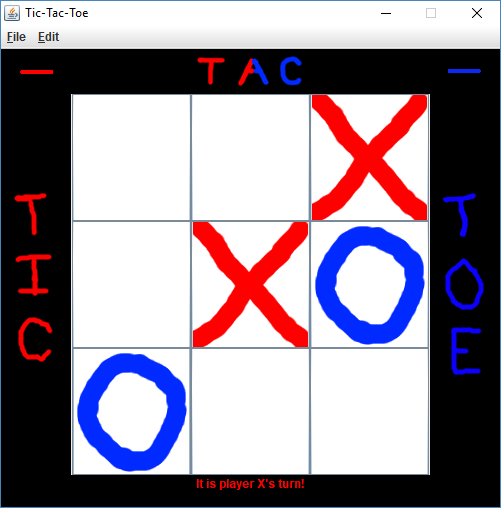 Tic-Tac-Toe
File Edit
TIC
— TAC —
TOE
X
X O
O
It is player X's turn!